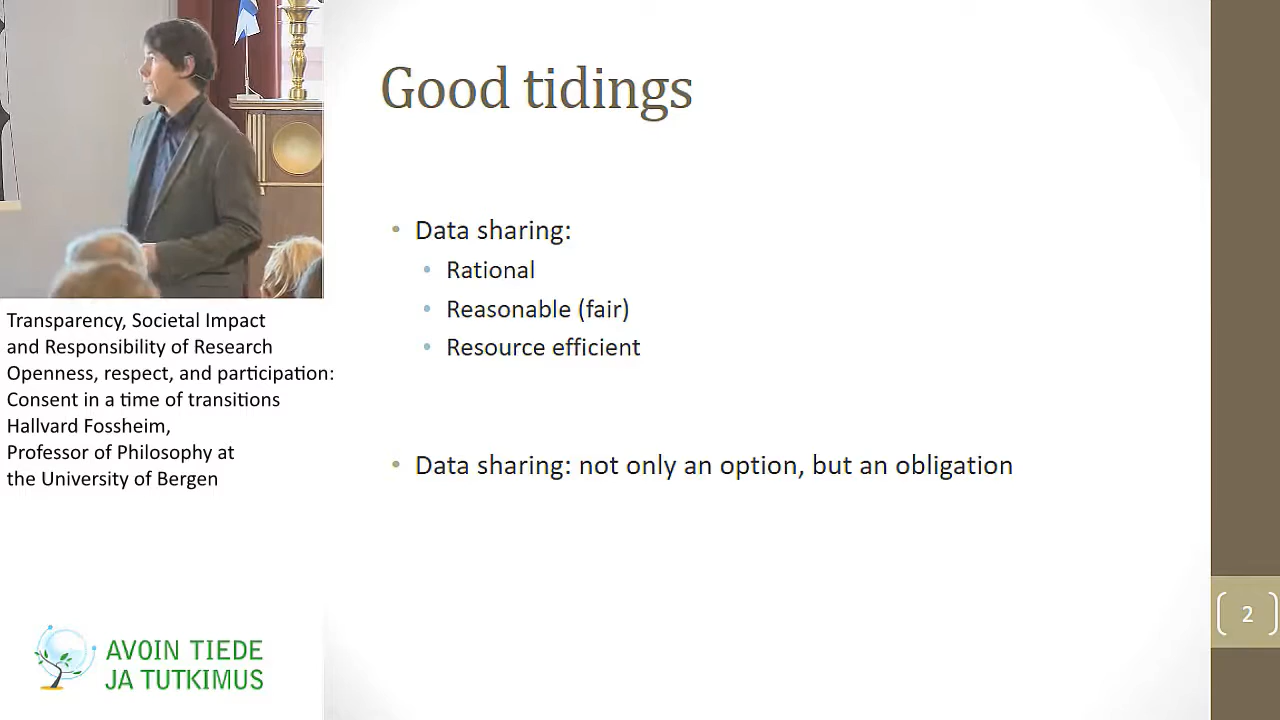 Good tidings
Data sharing:
Rational
Reasonable (fair)
Resource efficient
Data sharing: not only an option, but an obligation
Transparency, Societal Impact
and Responsibility of Research
Openness, respect, and participation:
Consent in a time of transitions
Hallvard Fossheim,
Professor of Philosophy at
the University of Bergen
AVOIN TIEDE
JA TUTKIMUS
2